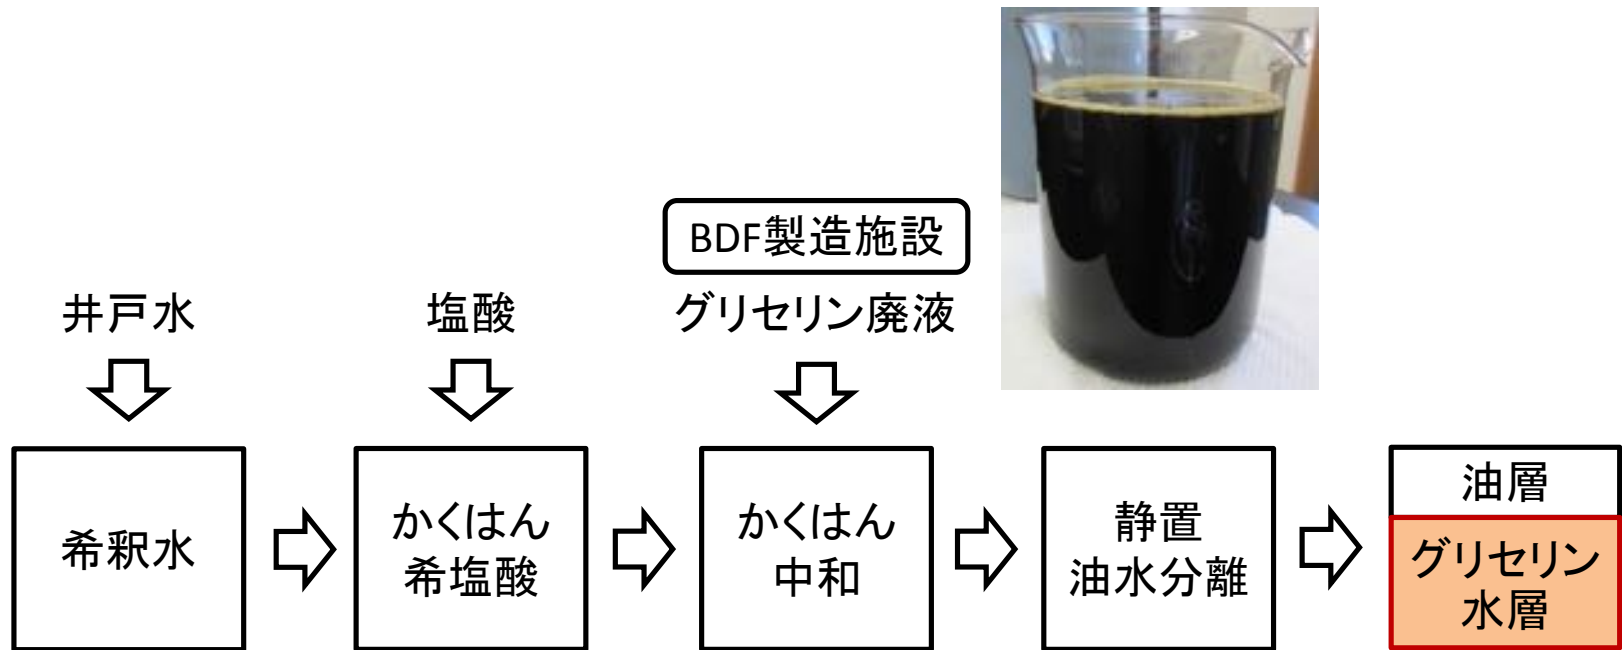 BDF製造施設
井戸水
塩酸
グリセリン廃液
希釈水
かくはん
希塩酸
かくはん
中和
静置
油水分離
油層
グリセリン
水層